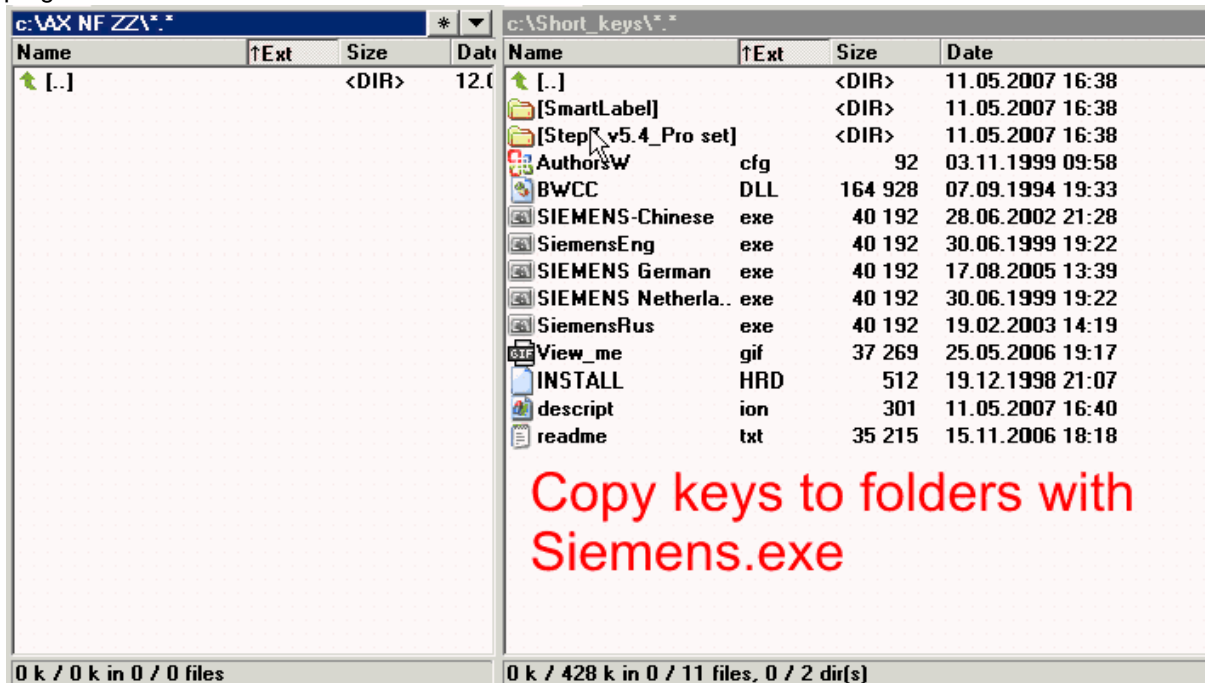 c:\AX NF ZZ\*.* * ▼
Name ↑Ext Size Date
[..] <DIR> 12.0
0 k / 0 k in 0 / 0 files
c:\Short_keys\*.*
Name ↑Ext Size Date
[..] <DIR> 11.05.2007 16:38
[SmartLabel] <DIR> 11.05.2007 16:38
v5.4_Pro set] <DIR> 11.05.2007 16:38
AuthorsW cfg 92 03.11.1999 09:58
BWCC DLL 164 928 07.09.1994 19:33
SIEMENS-Chinese exe 40 192 28.06.2002 21:28
SiemensEng exe 40 192 30.06.1999 19:22
SIEMENS German exe 40 192 17.08.2005 13:39
SIEMENS Netherla.. exe 40 192 30.06.1999 19:22
SiemensRus exe 40 192 19.02.2003 14:19
View_me gif 37 269 25.05.2006 19:17
INSTALL HRD 512 19.12.1998 21:07
descript ion 301 11.05.2007 16:40
readme txt 35 215 15.11.2006 18:18
Copy keys to folders with
Siemens.exe
0 k / 428 k in 0 / 11 files, 0 / 2 dir(s)